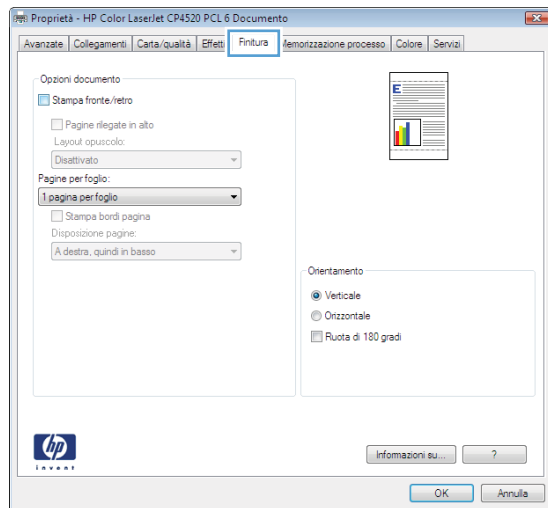 Proprietà - HP Color LaserJet CP4520 PCL 6 Documento
Avanzate Collegamenti Carta/qualità Effetti Finitura Memorizzazione processo Colore Servizi
Opzioni documento
Stampa fronte/retro
Pagine rilegate in alto
Layout opuscolo:
Disattivato
Pagine per foglio:
1 pagina per foglio
Stampa bordi pagina
Disposizione pagine:
A destra, quindi in basso
E
Orientamento
Verticale
Orizzontale
Ruota di 180 gradi
hp
invent
Informazioni su... ?
OK Annulla